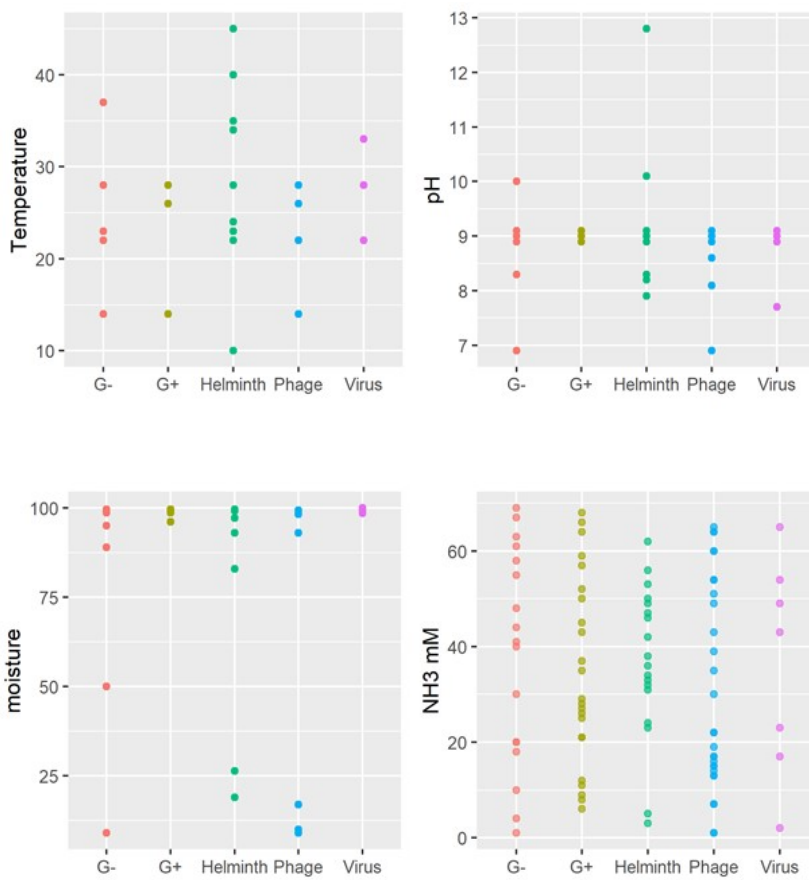 Temperature
40
30
20
10
G- G+ Helminth Phage Virus
pH
13
12
11
10
9
8
7
G- G+ Helminth Phage Virus
moisture
100
75
50
25
G- G+ Helminth Phage Virus
NH3 mM
60
40
20
0
G- G+ Helminth Phage Virus